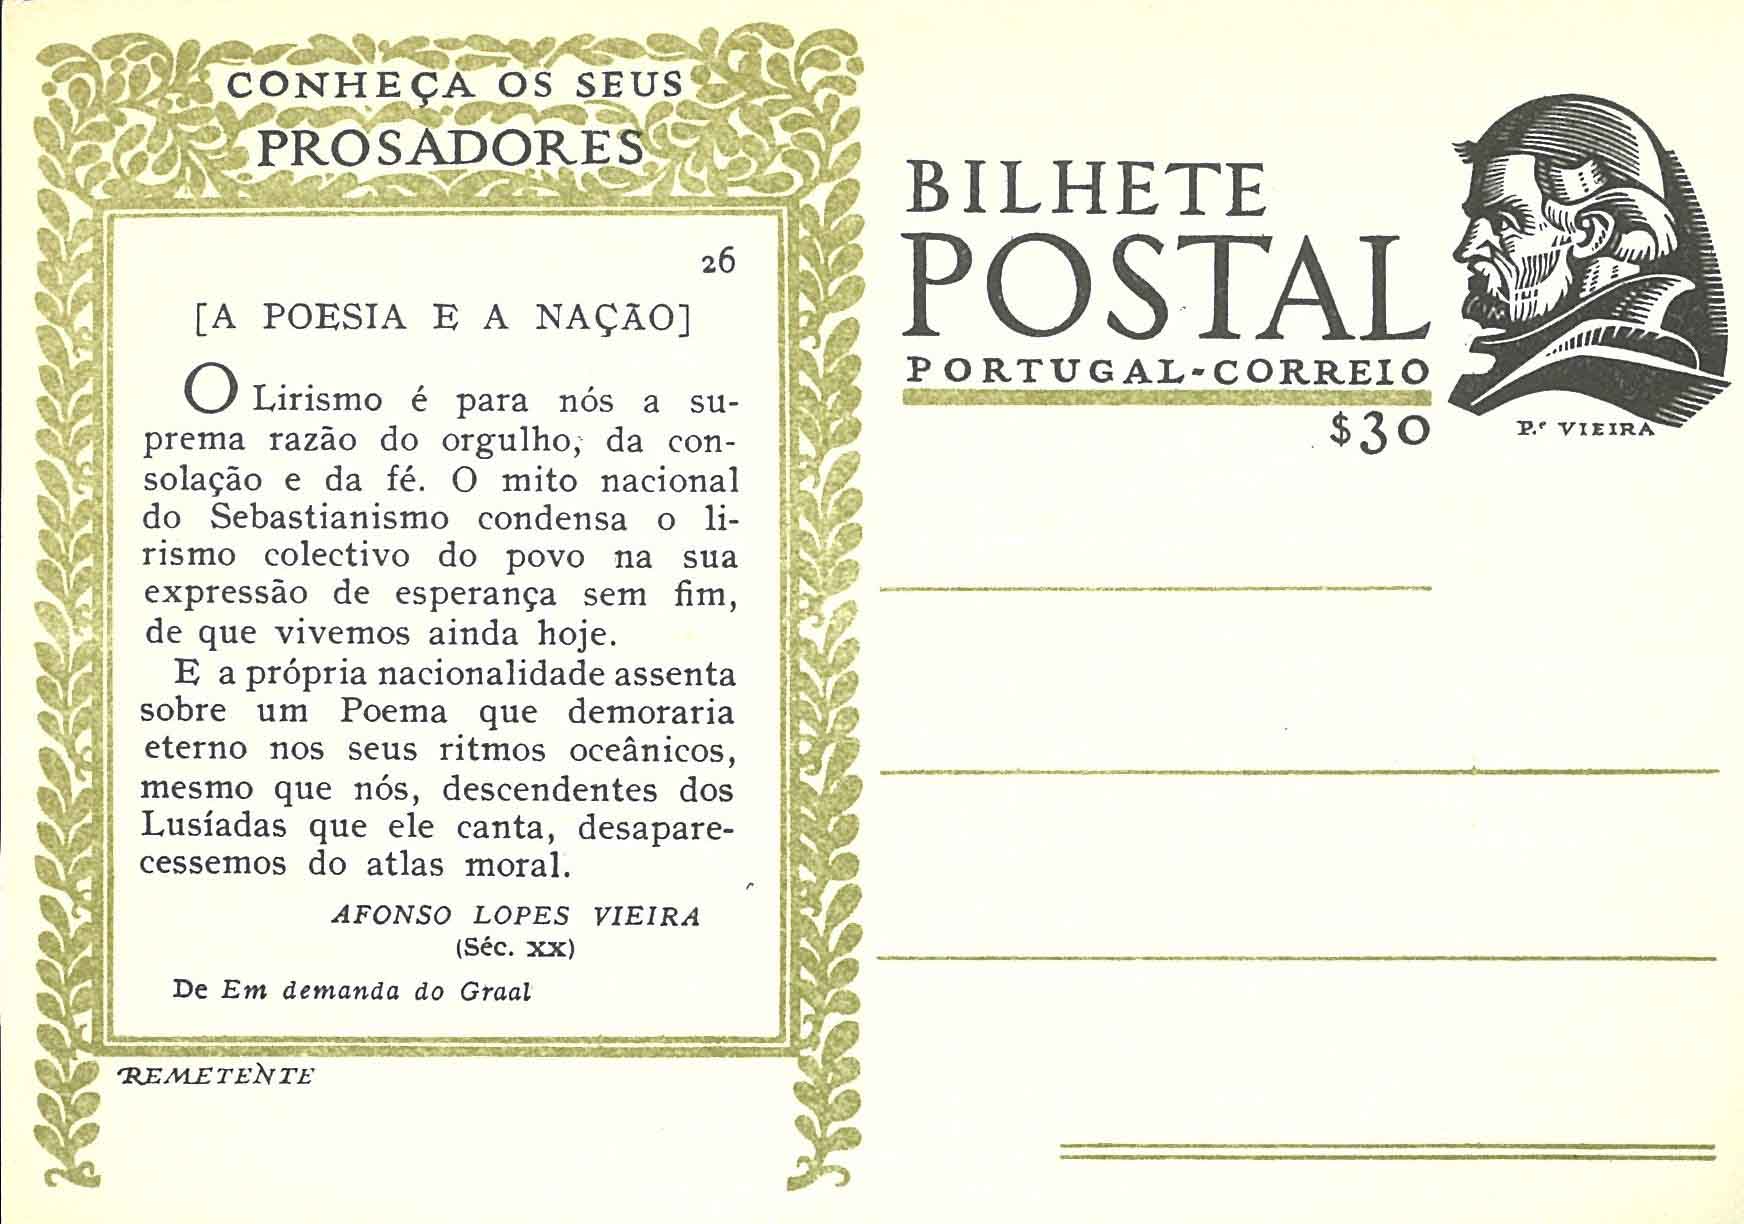 CONHEÇA OS SEUS
PROSADORES
26
[A POESIA E A NAÇÃO]
O Lirismo é para nós a su-
prema razão do orgulho, da con-
solação e da fé. O mito nacional
do Sebastianismo condensa o li-
rismo colectivo do povo na sua
expressão de esperança sem fim,
de que vivemos ainda hoje.
E a própria nacionalidade assenta
sobre um Poema que demoraria
eterno nos seus ritmos oceânicos,
mesmo que nós, descendentes dos
Lusíadas que ele canta, desapare-
cessemos do atlas moral.
AFONSO LOPES VIEIRA
(Séc. XX)
De Em demanda do Graal
REMETENTE
BILHETE
POSTAL
PORTUGAL-CORREIO
$30
P.e VIEIRA